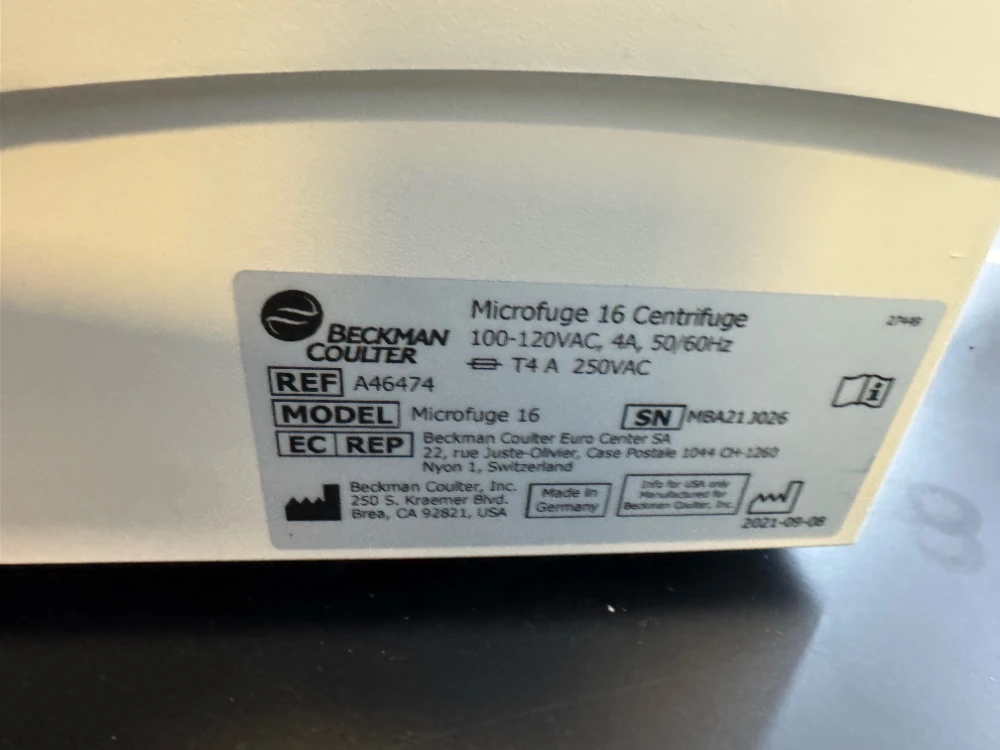 BECKMAN
COULTER
Microfuge 16 Centrifuge
100-120VAC, 4A, 50/60Hz
T4 A 250VAC
27449
REF A46474
MODEL Microfuge 16
SN MBA21J026
EC REP Beckman Coulter Euro Center SA
22, rue Juste-Olivier, Case Postale 1044 CH-1260
Nyon 1, Switzerland
Beckman Coulter, Inc.
250 S. Kraemer Blvd.
Brea, CA 92821, USA
Made in
Germany
Info for USA only
Manufactured for
Beckman Coulter, Inc.
2021-09-08